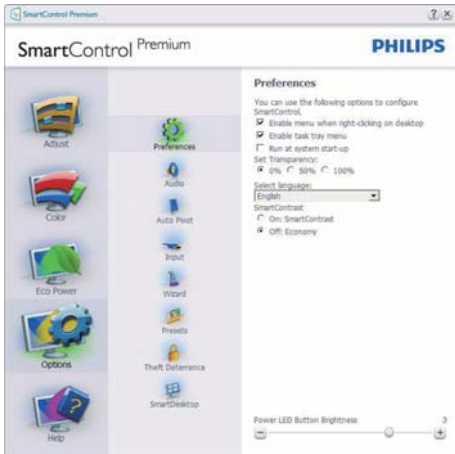 SmartControl Premium
? X
SmartControl Premium
PHILIPS
Adjust
Color
Eco Power
Options
Help
Preferences
Audio
Auto Pivot
Input
Wizard
Presets
Theft Deterrence
SmartDesktop
Preferences
You can use the following options to configure
SmartControl.
Enable menu when right-clicking on desktop
Enable task tray menu
Run at system start-up
Set Transparency:
0% 50% 100%
Select language:
English
SmartContrast
On: SmartContrast
Off: Economy
Power LED Button Brightness 3